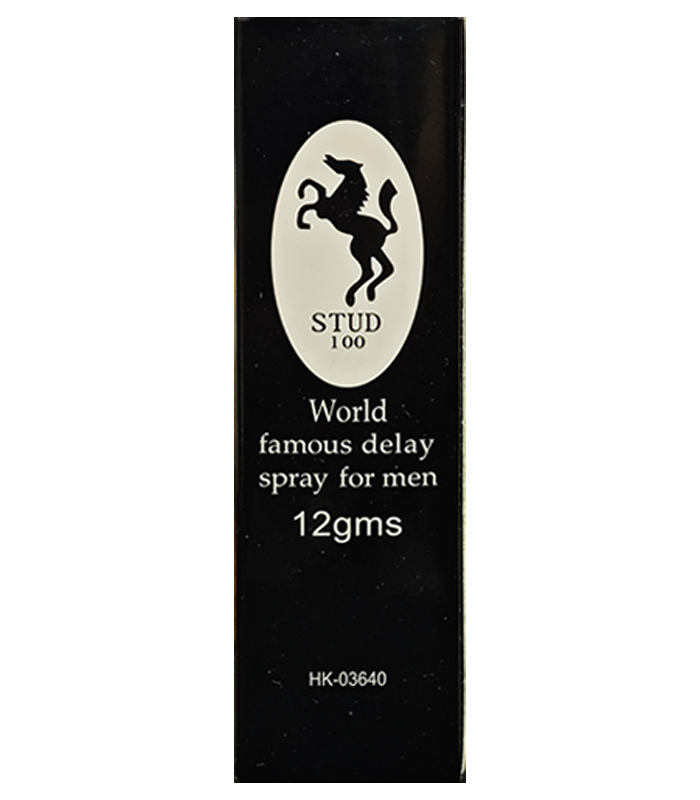 STUD
100
World
famous delay
spray for men
12gms
HK-03640